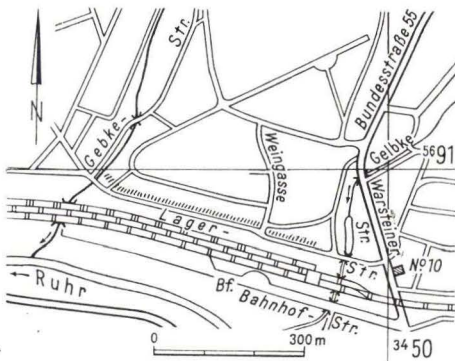 Str.
Bundesstraße 55
N
Gebke-
Weingasse
Gelbke
5691
Warsteiner
Lager-
Str.
Str.
Nº 10
Ruhr
Bf.
Bahnhof-
Str.
0 300 m
3450